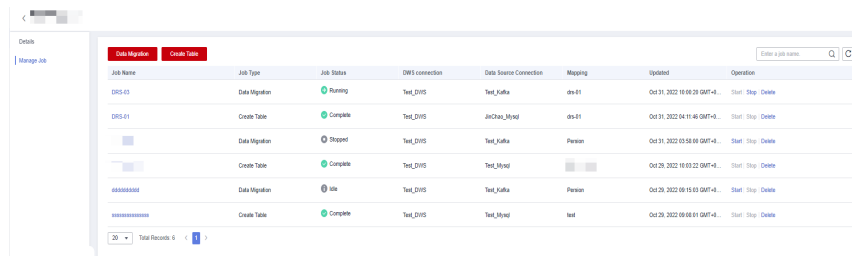 Details
Manage Job
Data Migration Create Table Enter a job name.
Job Name Job Type Job Status DWS connection Data Source Connection Mapping Updated Operation
DRS-03 Data Migration Running Test_DWS Test_Kafka drs-01 Oct 31, 2022 10:00:20 GMT+0... Start Stop Delete
DRS-01 Create Table Complete Test_DWS JinChao_Mysql drs-01 Oct 31, 2022 04:11:46 GMT+0... Start Stop Delete
Data Migration Stopped Test_DWS Test_Kafka Persion Oct 31, 2022 03:58:00 GMT+0... Start Stop Delete
Create Table Complete Test_DWS Test_Mysql Oct 29, 2022 10:03:22 GMT+0... Start Stop Delete
dddddddddd Data Migration Idle Test_DWS Test_Kafka Persion Oct 29, 2022 09:15:03 GMT+0... Start Stop Delete
Create Table Complete Test_DWS Test_Mysql test Oct 29, 2022 09:00:01 GMT+0... Start Stop Delete
20 Total Records: 6 < 1 >